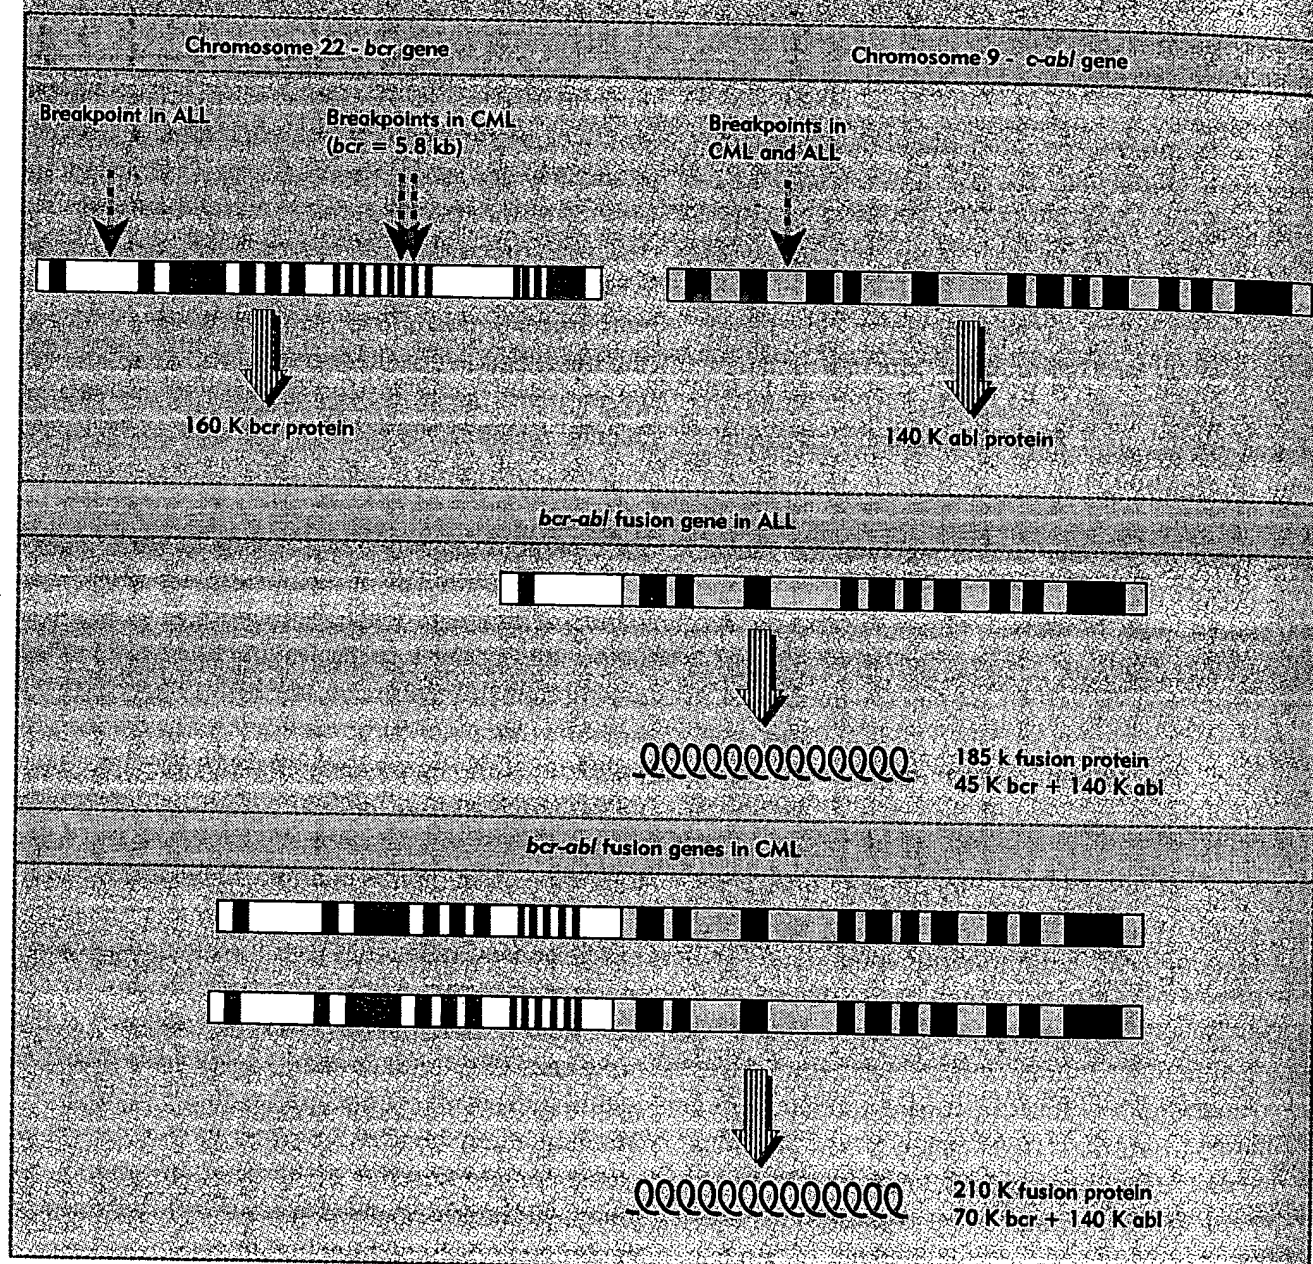 Chromosome 22 - bcr gene
Chromosome 9 - c-abl gene
Breakpoint in ALL
Breakpoints in CML
(bcr = 5.8 kb)
Breakpoints in
CML and ALL
160 K bcr protein
140 K abl protein
bcr-abl fusion gene in ALL
185 k fusion protein
45 K bcr + 140 K abl
bcr-abl fusion genes in CML
210 K fusion protein
70 K bcr + 140 K abl